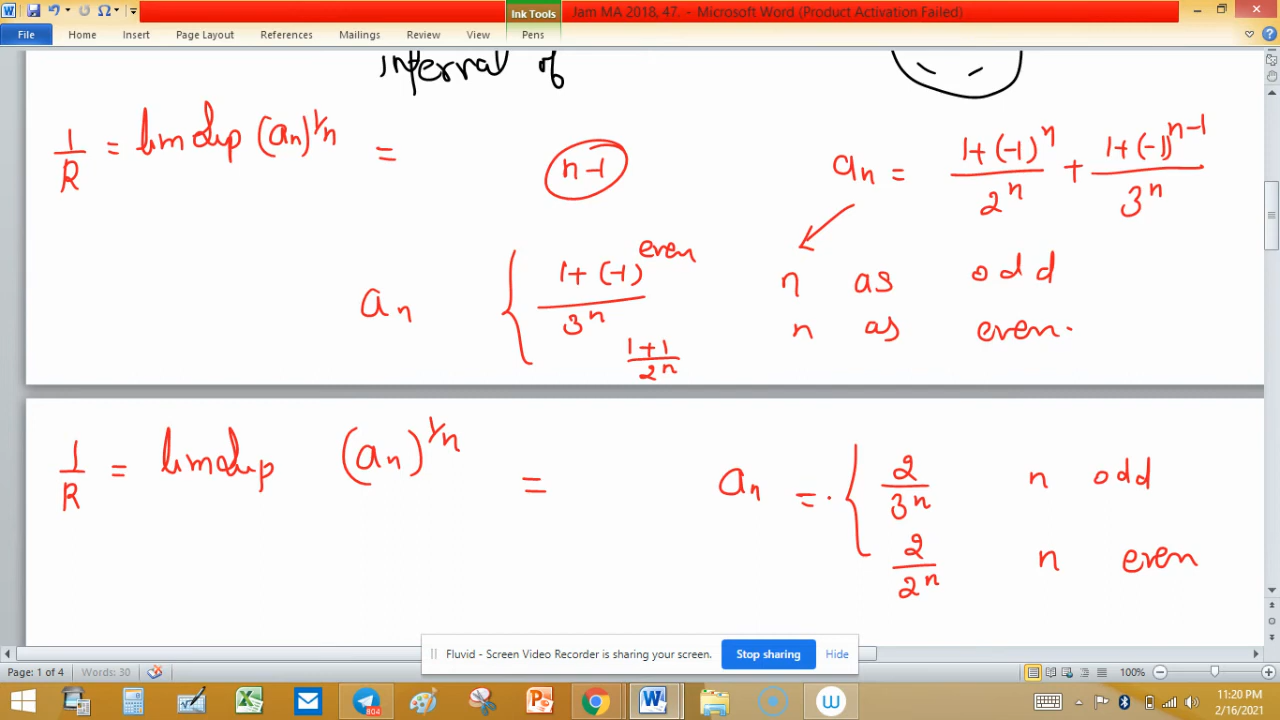 Ink Tools
Jam MA 2018, 47. - Microsoft Word (Product Activation Failed)
File Home Insert Page Layout References Mailings Review View Pens
interval of
1/R = limsup (an)^1/n =
n-1
an = (1+(-1)^n)/2^n + (1+(-1)^n-1)/3^n
an { (1+(-1)^even)/3^n n as odd
(1+1)/2^n n as even.
1/R = limsup (an)^1/n =
an = { 2/3^n n odd
2/2^n n even
Fluvid - Screen Video Recorder is sharing your screen. Stop sharing Hide
Page: 1 of 4 Words: 30 100%
804
11:20 PM
2/16/2021